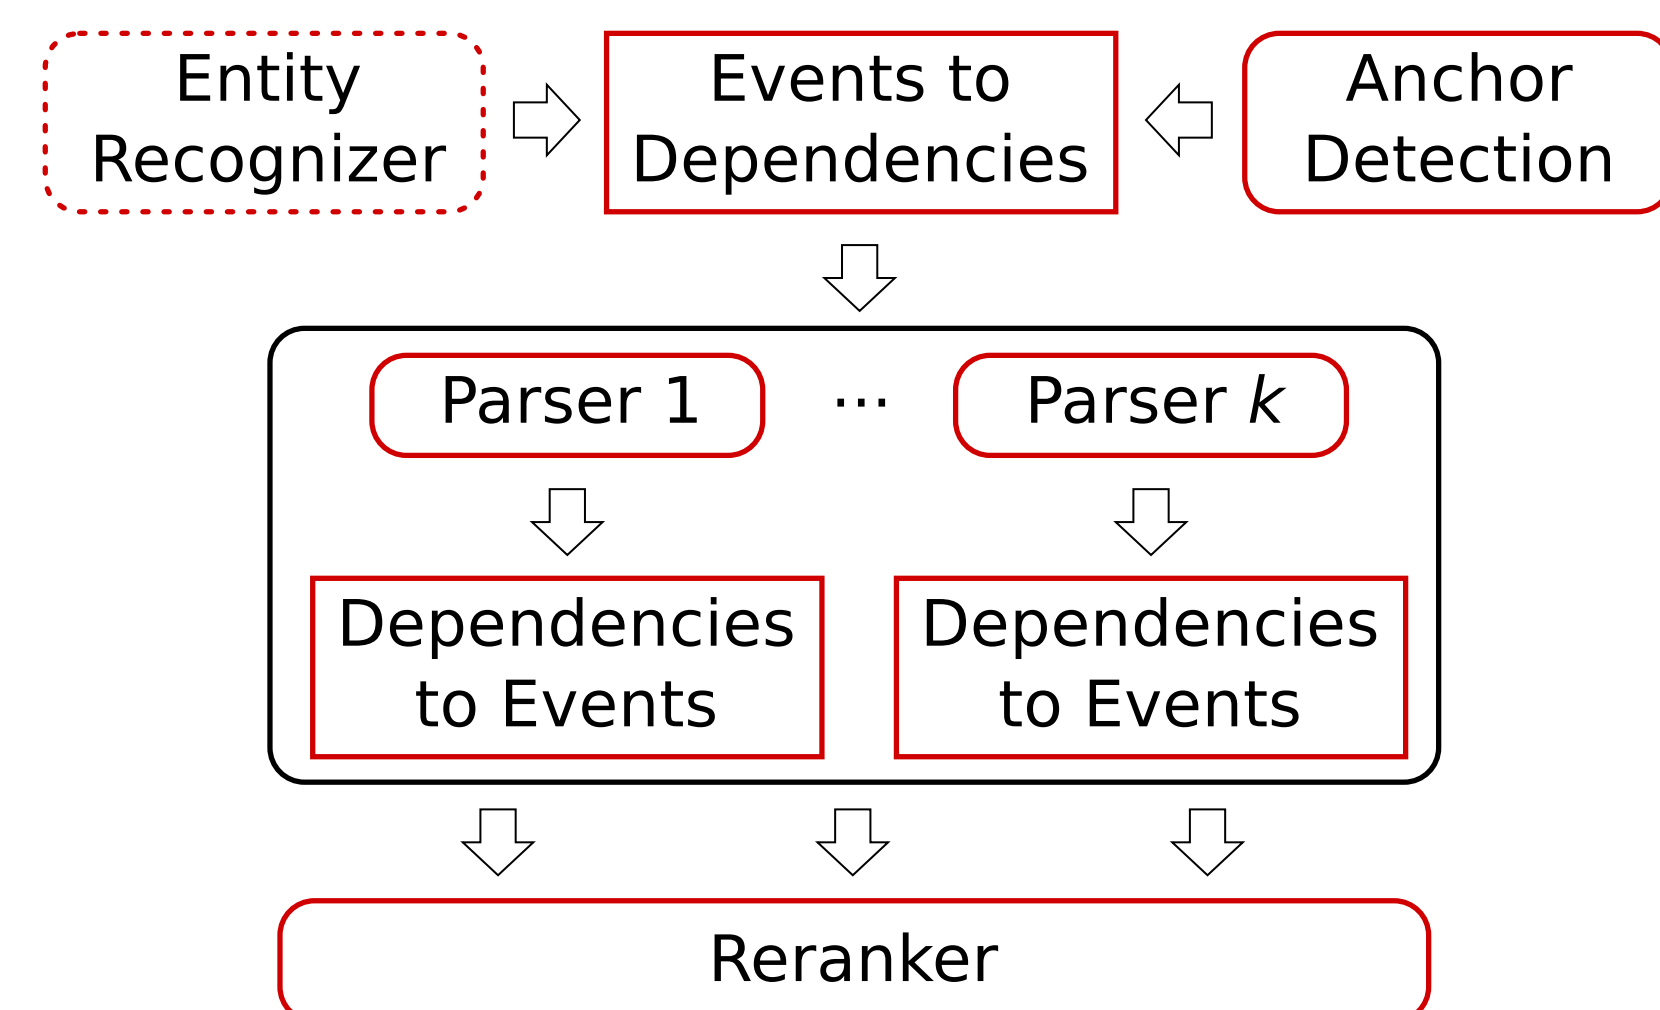 Entity
Recognizer
Events to
Dependencies
Anchor
Detection
Parser 1
...
Parser k
Dependencies
to Events
Dependencies
to Events
Reranker